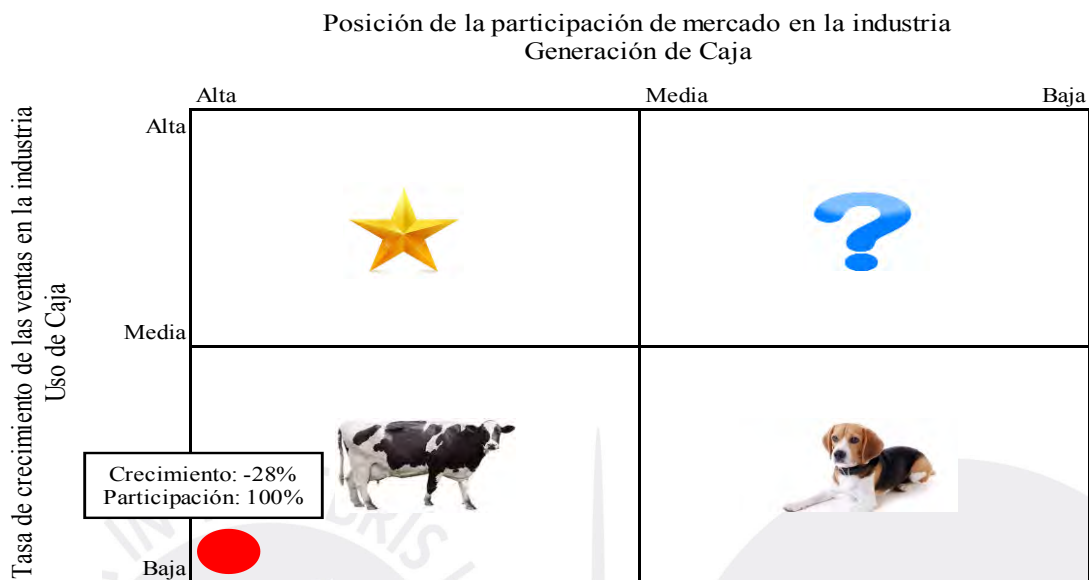 Posición de la participación de mercado en la industria
Generación de Caja
Alta
Media
Baja
Tasa de crecimiento de las ventas en la industria
Uso de Caja
Alta
Media
Crecimiento: -28%
Participación: 100%
Baja